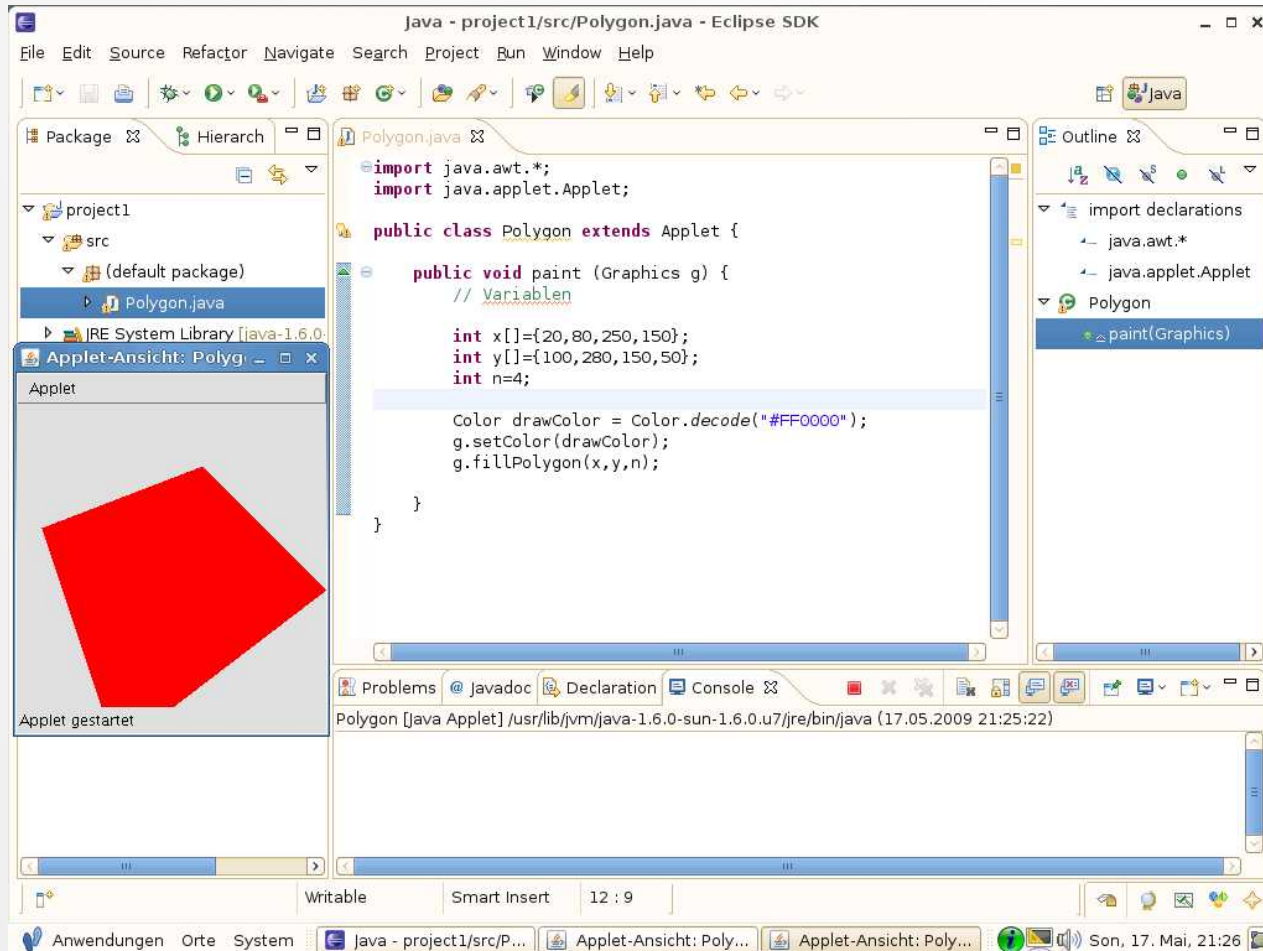 Java - project1/src/Polygon.java - Eclipse SDK
File Edit Source Refactor Navigate Search Project Run Window Help
Java
Package Hierarch
project1
src
(default package)
Polygon.java
JRE System Library [java-1.6.0-
Applet-Ansicht: Polyg
Applet
Applet gestartet
Polygon.java
import java.awt.*;
import java.applet.Applet;
public class Polygon extends Applet {
public void paint (Graphics g) {
// Variablen
int x[]={20,80,250,150};
int y[]={100,280,150,50};
int n=4;
Color drawColor = Color.decode("#FF0000");
g.setColor(drawColor);
g.fillPolygon(x,y,n);
}
}
Outline
import declarations
java.awt.*
java.applet.Applet
Polygon
paint(Graphics)
Problems @ Javadoc Declaration Console
Polygon [Java Applet] /usr/lib/jvm/java-1.6.0-sun-1.6.0.u7/jre/bin/java (17.05.2009 21:25:22)
Writable Smart Insert 12 : 9
Anwendungen Orte System Java - project1/src/P... Applet-Ansicht: Poly... Applet-Ansicht: Poly... Son, 17. Mai, 21:26